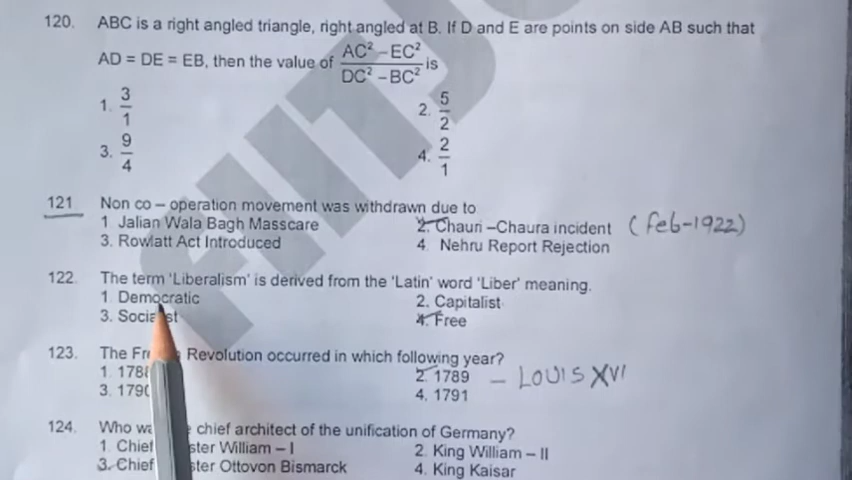 120. ABC is a right angled triangle, right angled at B. If D and E are points on side AB such that
AD = DE = EB, then the value of (AC² – EC²)/(DC² – BC²) is
1. 3/1 2. 5/2
3. 9/4 4. 2/1
121 Non co – operation movement was withdrawn due to
1 Jalian Wala Bagh Masscare 2. Chauri –Chaura incident (feb-1922)
3. Rowlatt Act Introduced 4. Nehru Report Rejection
122. The term 'Liberalism' is derived from the 'Latin' word 'Liber' meaning.
1. Democratic 2. Capitalist
3. Socialist 4. Free
123. The Revolution occurred in which following year?
1. 2. 1789 – LOUIS XVI
3. 4. 1791
124. Who chief architect of the unification of Germany?
1. Chief ster William – I 2. King William – II
3. Chief ster Ottovon Bismarck 4. King Kaisar
FIITJ